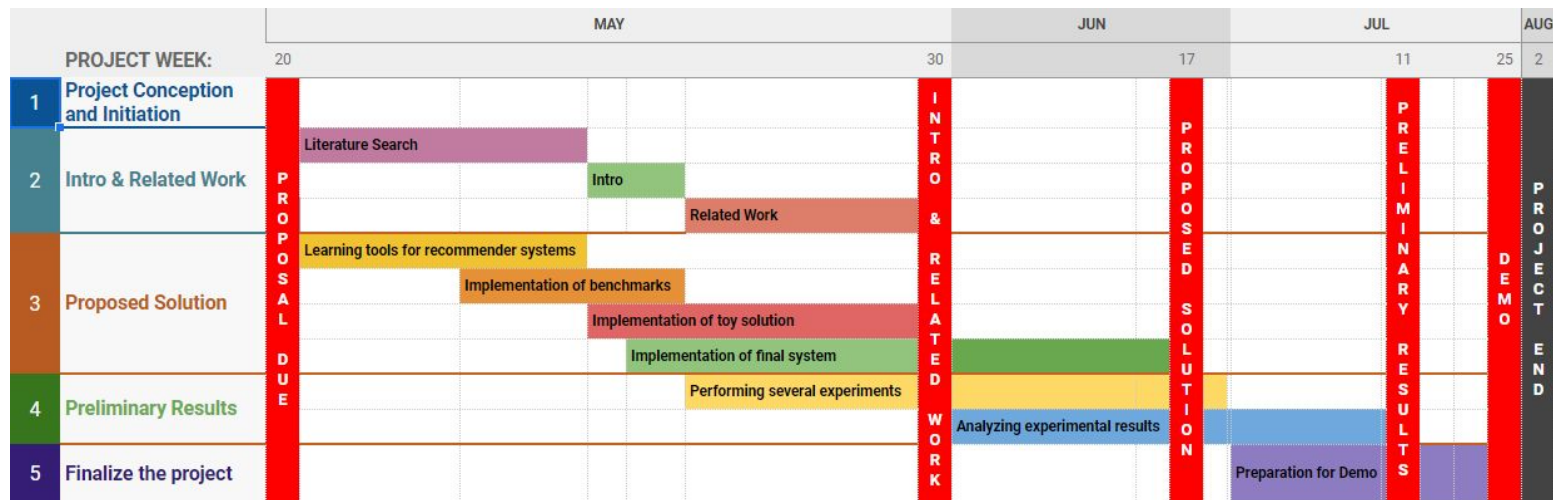 MAY JUN JUL AUG
PROJECT WEEK: 20 30 17 11 25 2
1 Project Conception
and Initiation
2 Intro & Related Work
Literature Search
Intro
Related Work
3 Proposed Solution
Learning tools for recommender systems
Implementation of benchmarks
Implementation of toy solution
Implementation of final system
4 Preliminary Results
Performing several experiments
Analyzing experimental results
5 Finalize the project
Preparation for Demo
PROPOSAL DUE
INTRO & RELATED WORK
PROPOSED SOLUTION
PRELIMINARY RESULTS
DEMO
PROJECT END